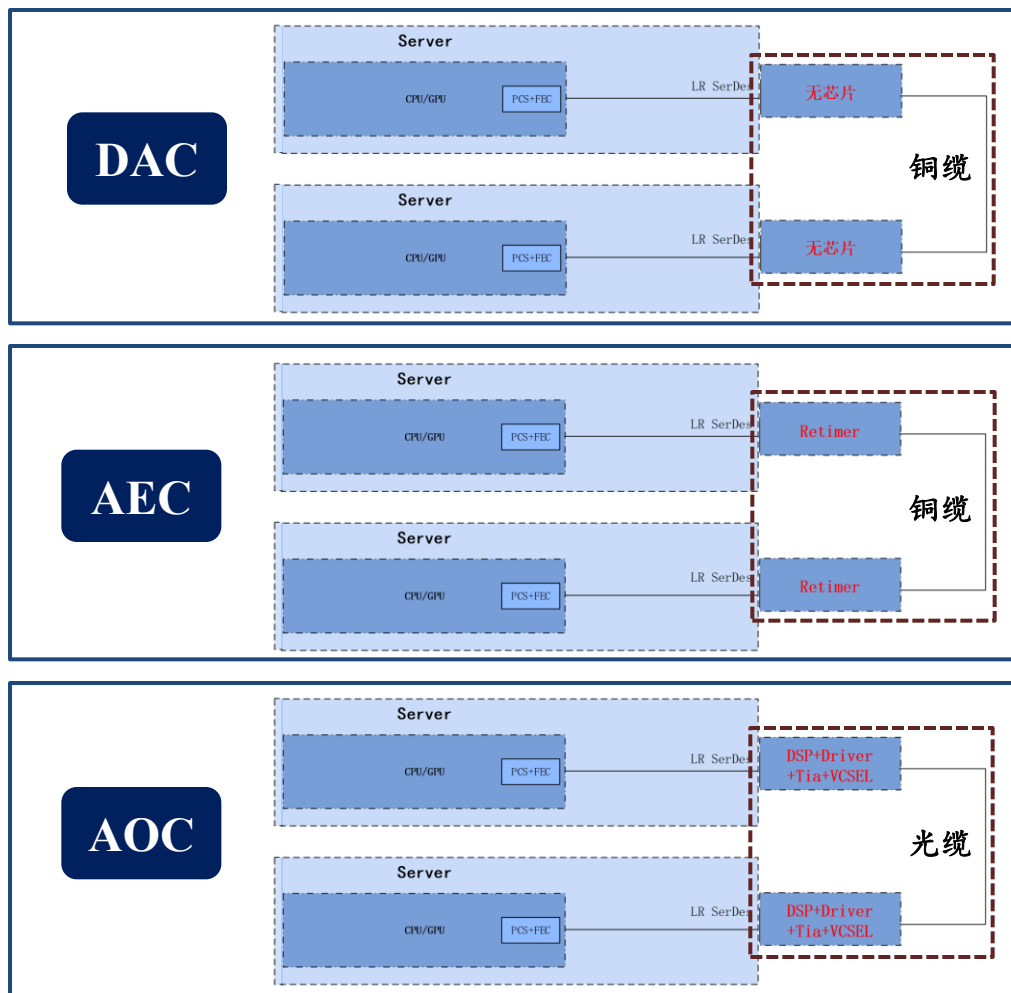 DAC
Server
CPU/GPU
PCS+FEC
LR SerDes
无芯片
铜缆
Server
CPU/GPU
PCS+FEC
LR SerDes
无芯片
AEC
Server
CPU/GPU
PCS+FEC
LR SerDes
Retimer
铜缆
Server
CPU/GPU
PCS+FEC
LR SerDes
Retimer
AOC
Server
CPU/GPU
PCS+FEC
LR SerDes
DSP+Driver
+Tia+VCSEL
光缆
Server
CPU/GPU
PCS+FEC
LR SerDes
DSP+Driver
+Tia+VCSEL